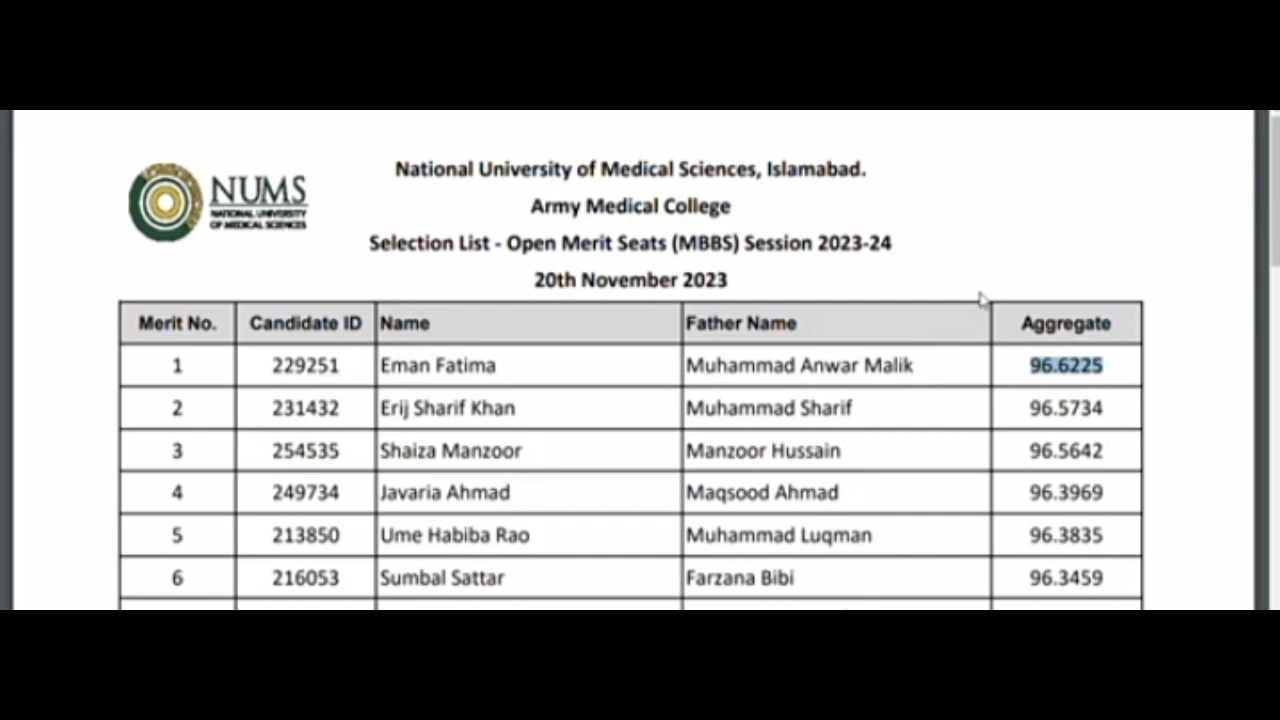 NUMS
NATIONAL UNIVERSITY
OF MEDICAL SCIENCES
National University of Medical Sciences, Islamabad.
Army Medical College
Selection List - Open Merit Seats (MBBS) Session 2023-24
20th November 2023
Merit No. Candidate ID Name Father Name Aggregate
1 229251 Eman Fatima Muhammad Anwar Malik 96.6225
2 231432 Erij Sharif Khan Muhammad Sharif 96.5734
3 254535 Shaiza Manzoor Manzoor Hussain 96.5642
4 249734 Javaria Ahmad Maqsood Ahmad 96.3969
5 213850 Ume Habiba Rao Muhammad Luqman 96.3835
6 216053 Sumbal Sattar Farzana Bibi 96.3459